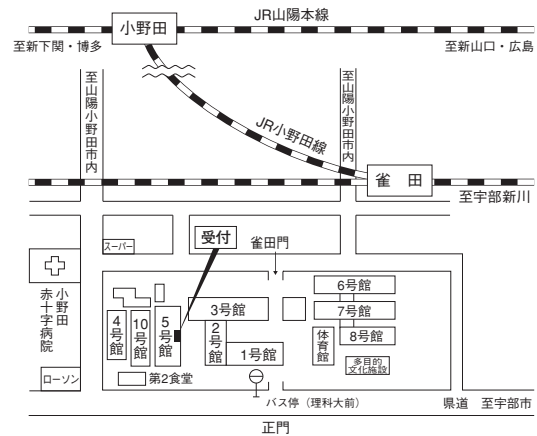 JR山陽本線
小野田
至新下関・博多
至新山口・広島
至山陽小野田市内
至山陽小野田市内
JR小野田線
雀 田
至宇部新川
スーパー
受付
雀田門
小野田
赤十字病院
6号館
3号館
7号館
4号館
10号館
5号館
2号館
8号館
体育館
1号館
多目的
文化施設
ローソン
第2食堂
バス停（理科大前）
県道 至宇部市
正門